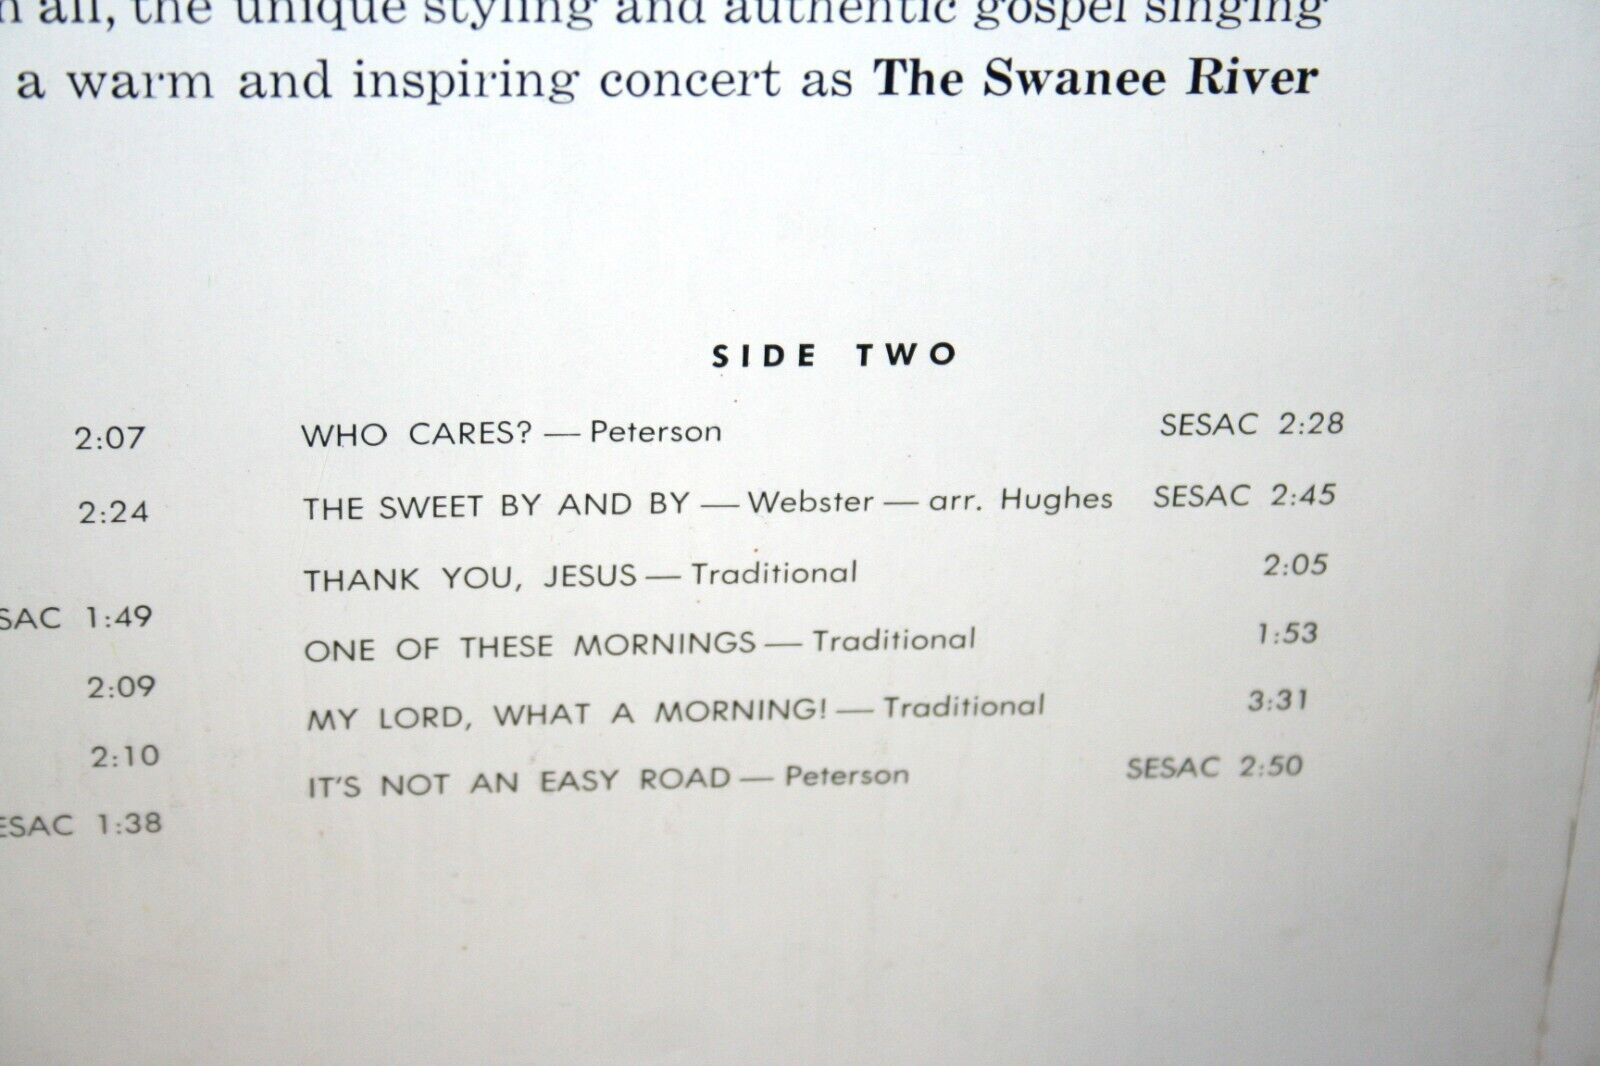 all, the unique styling and authentic gospel singing
a warm and inspiring concert as The Swanee River
SIDE TWO
2:07
2:24
SAC 1:49
2:09
2:10
ESAC 1:38
WHO CARES? — Peterson SESAC 2:28
THE SWEET BY AND BY — Webster — arr. Hughes SESAC 2:45
THANK YOU, JESUS — Traditional 2:05
ONE OF THESE MORNINGS — Traditional 1:53
MY LORD, WHAT A MORNING! — Traditional 3:31
IT'S NOT AN EASY ROAD — Peterson SESAC 2:50